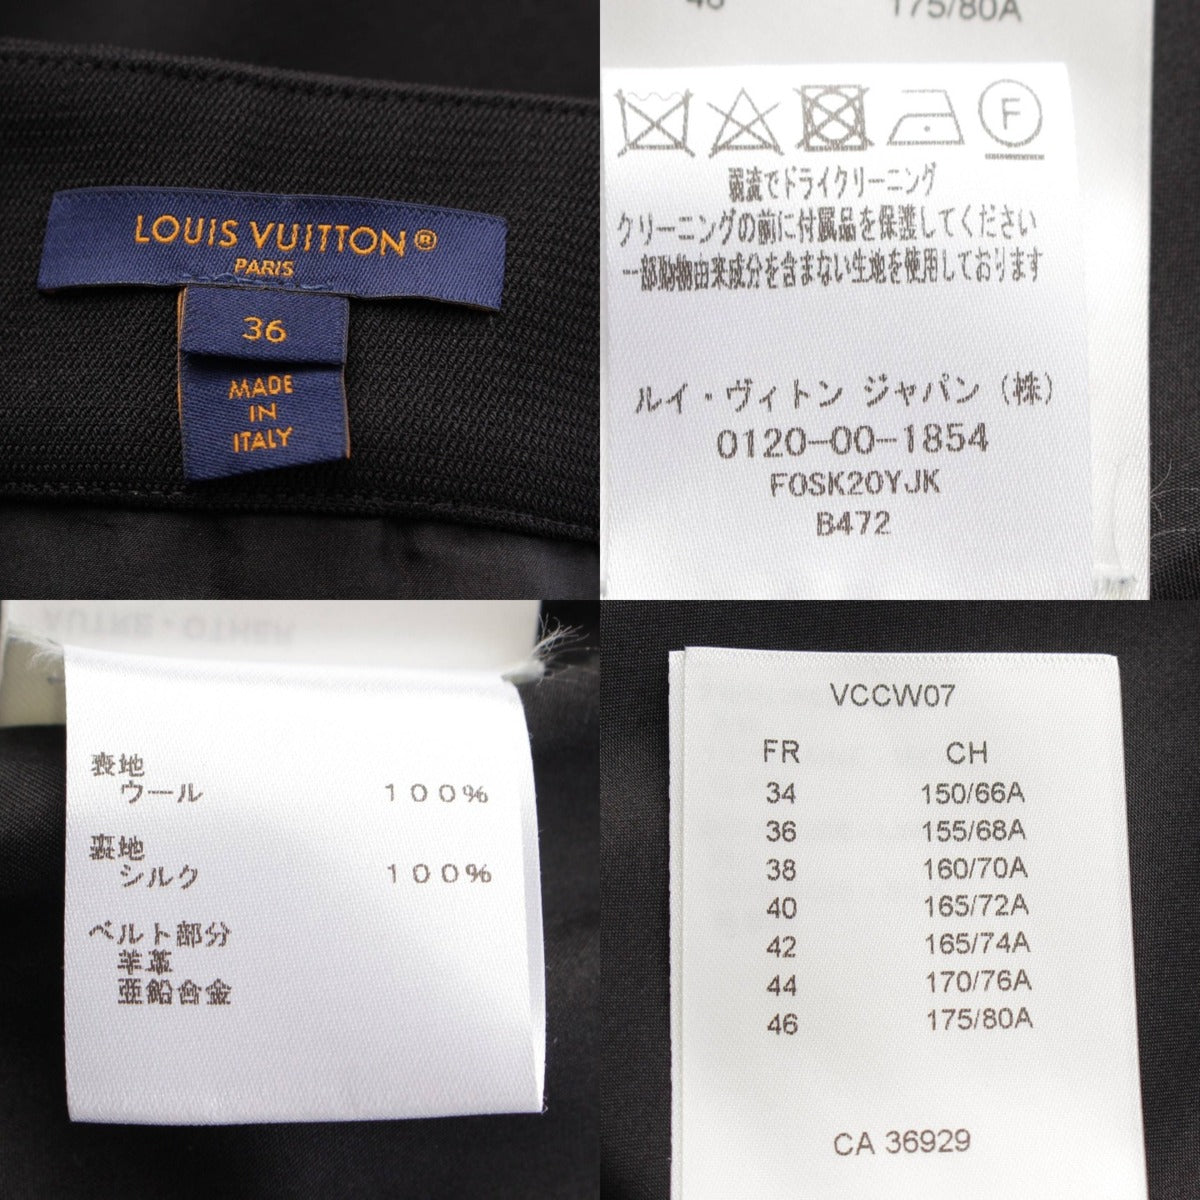 LOUIS VUITTON®
PARIS
36
MADE
IN
ITALY
46 175/80A
F
弱流でドライクリーニング
クリーニングの前に付属品を保護してください
一部動物由来成分を含まない生地を使用しております
ルイ・ヴィトン ジャパン (株)
0120-00-1854
F0SK20YJK
B472
AUTRE・OTHER
表地
ウール 100%
裏地
シルク 100%
ベルト部分
羊革
亜鉛合金
VCCW07
FR CH
34 150/66A
36 155/68A
38 160/70A
40 165/72A
42 165/74A
44 170/76A
46 175/80A
CA 36929